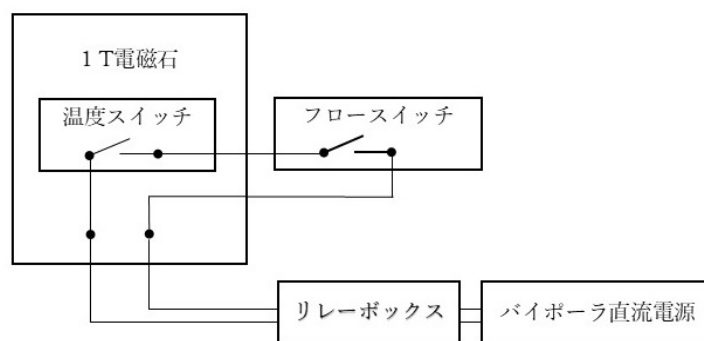 1 T電磁石
温度スイッチ
フロースイッチ
リレーボックス
バイポーラ直流電源